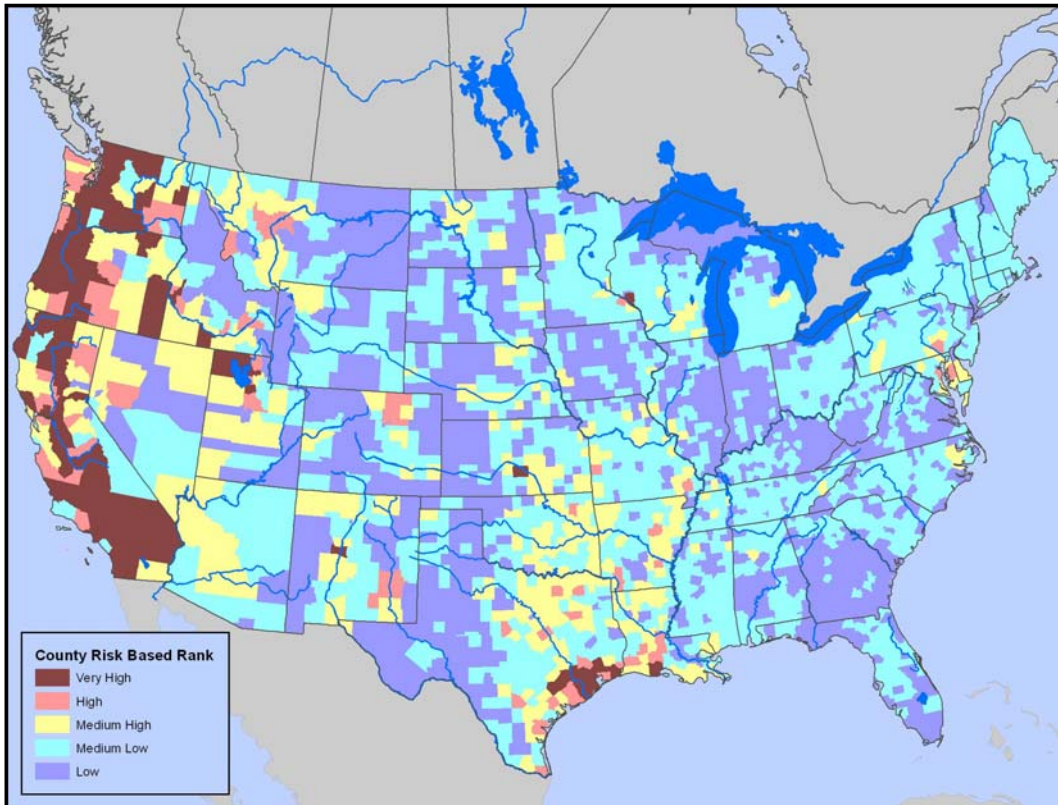 County Risk Based Rank
Very High
High
Medium High
Medium Low
Low